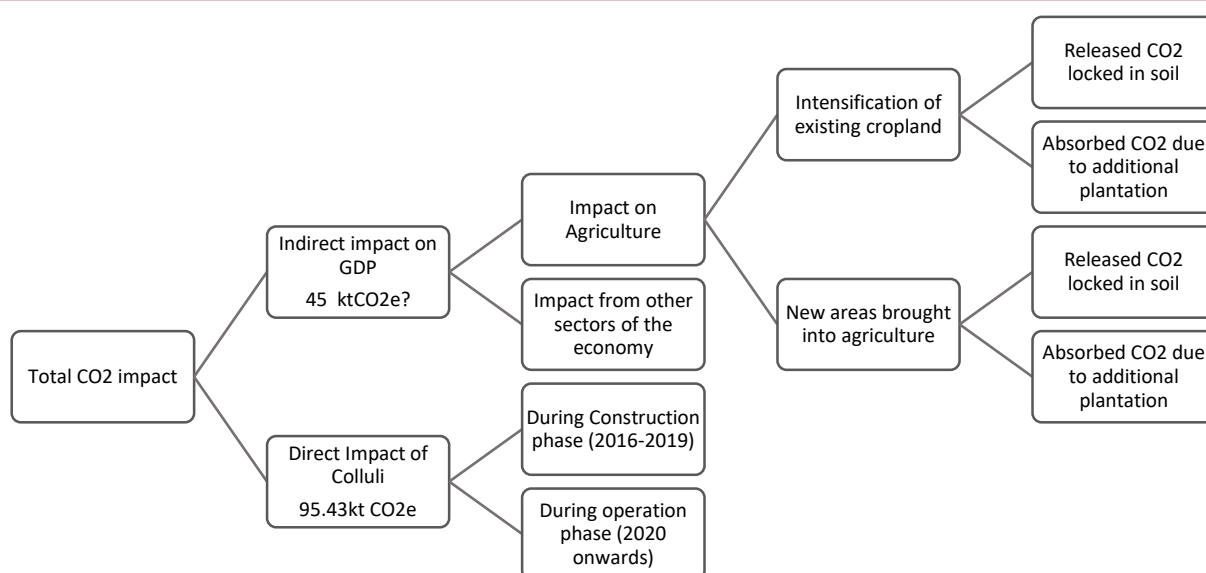 Total CO2 impact
Indirect impact on
GDP
45 ktCO2e?
Direct Impact of
Colluli
95.43kt CO2e
Impact on
Agriculture
Impact from other
sectors of the
economy
During Construction
phase (2016-2019)
During operation
phase (2020
onwards)
Intensification of
existing cropland
New areas brought
into agriculture
Released CO2
locked in soil
Absorbed CO2 due
to additional
plantation
Released CO2
locked in soil
Absorbed CO2 due
to additional
plantation